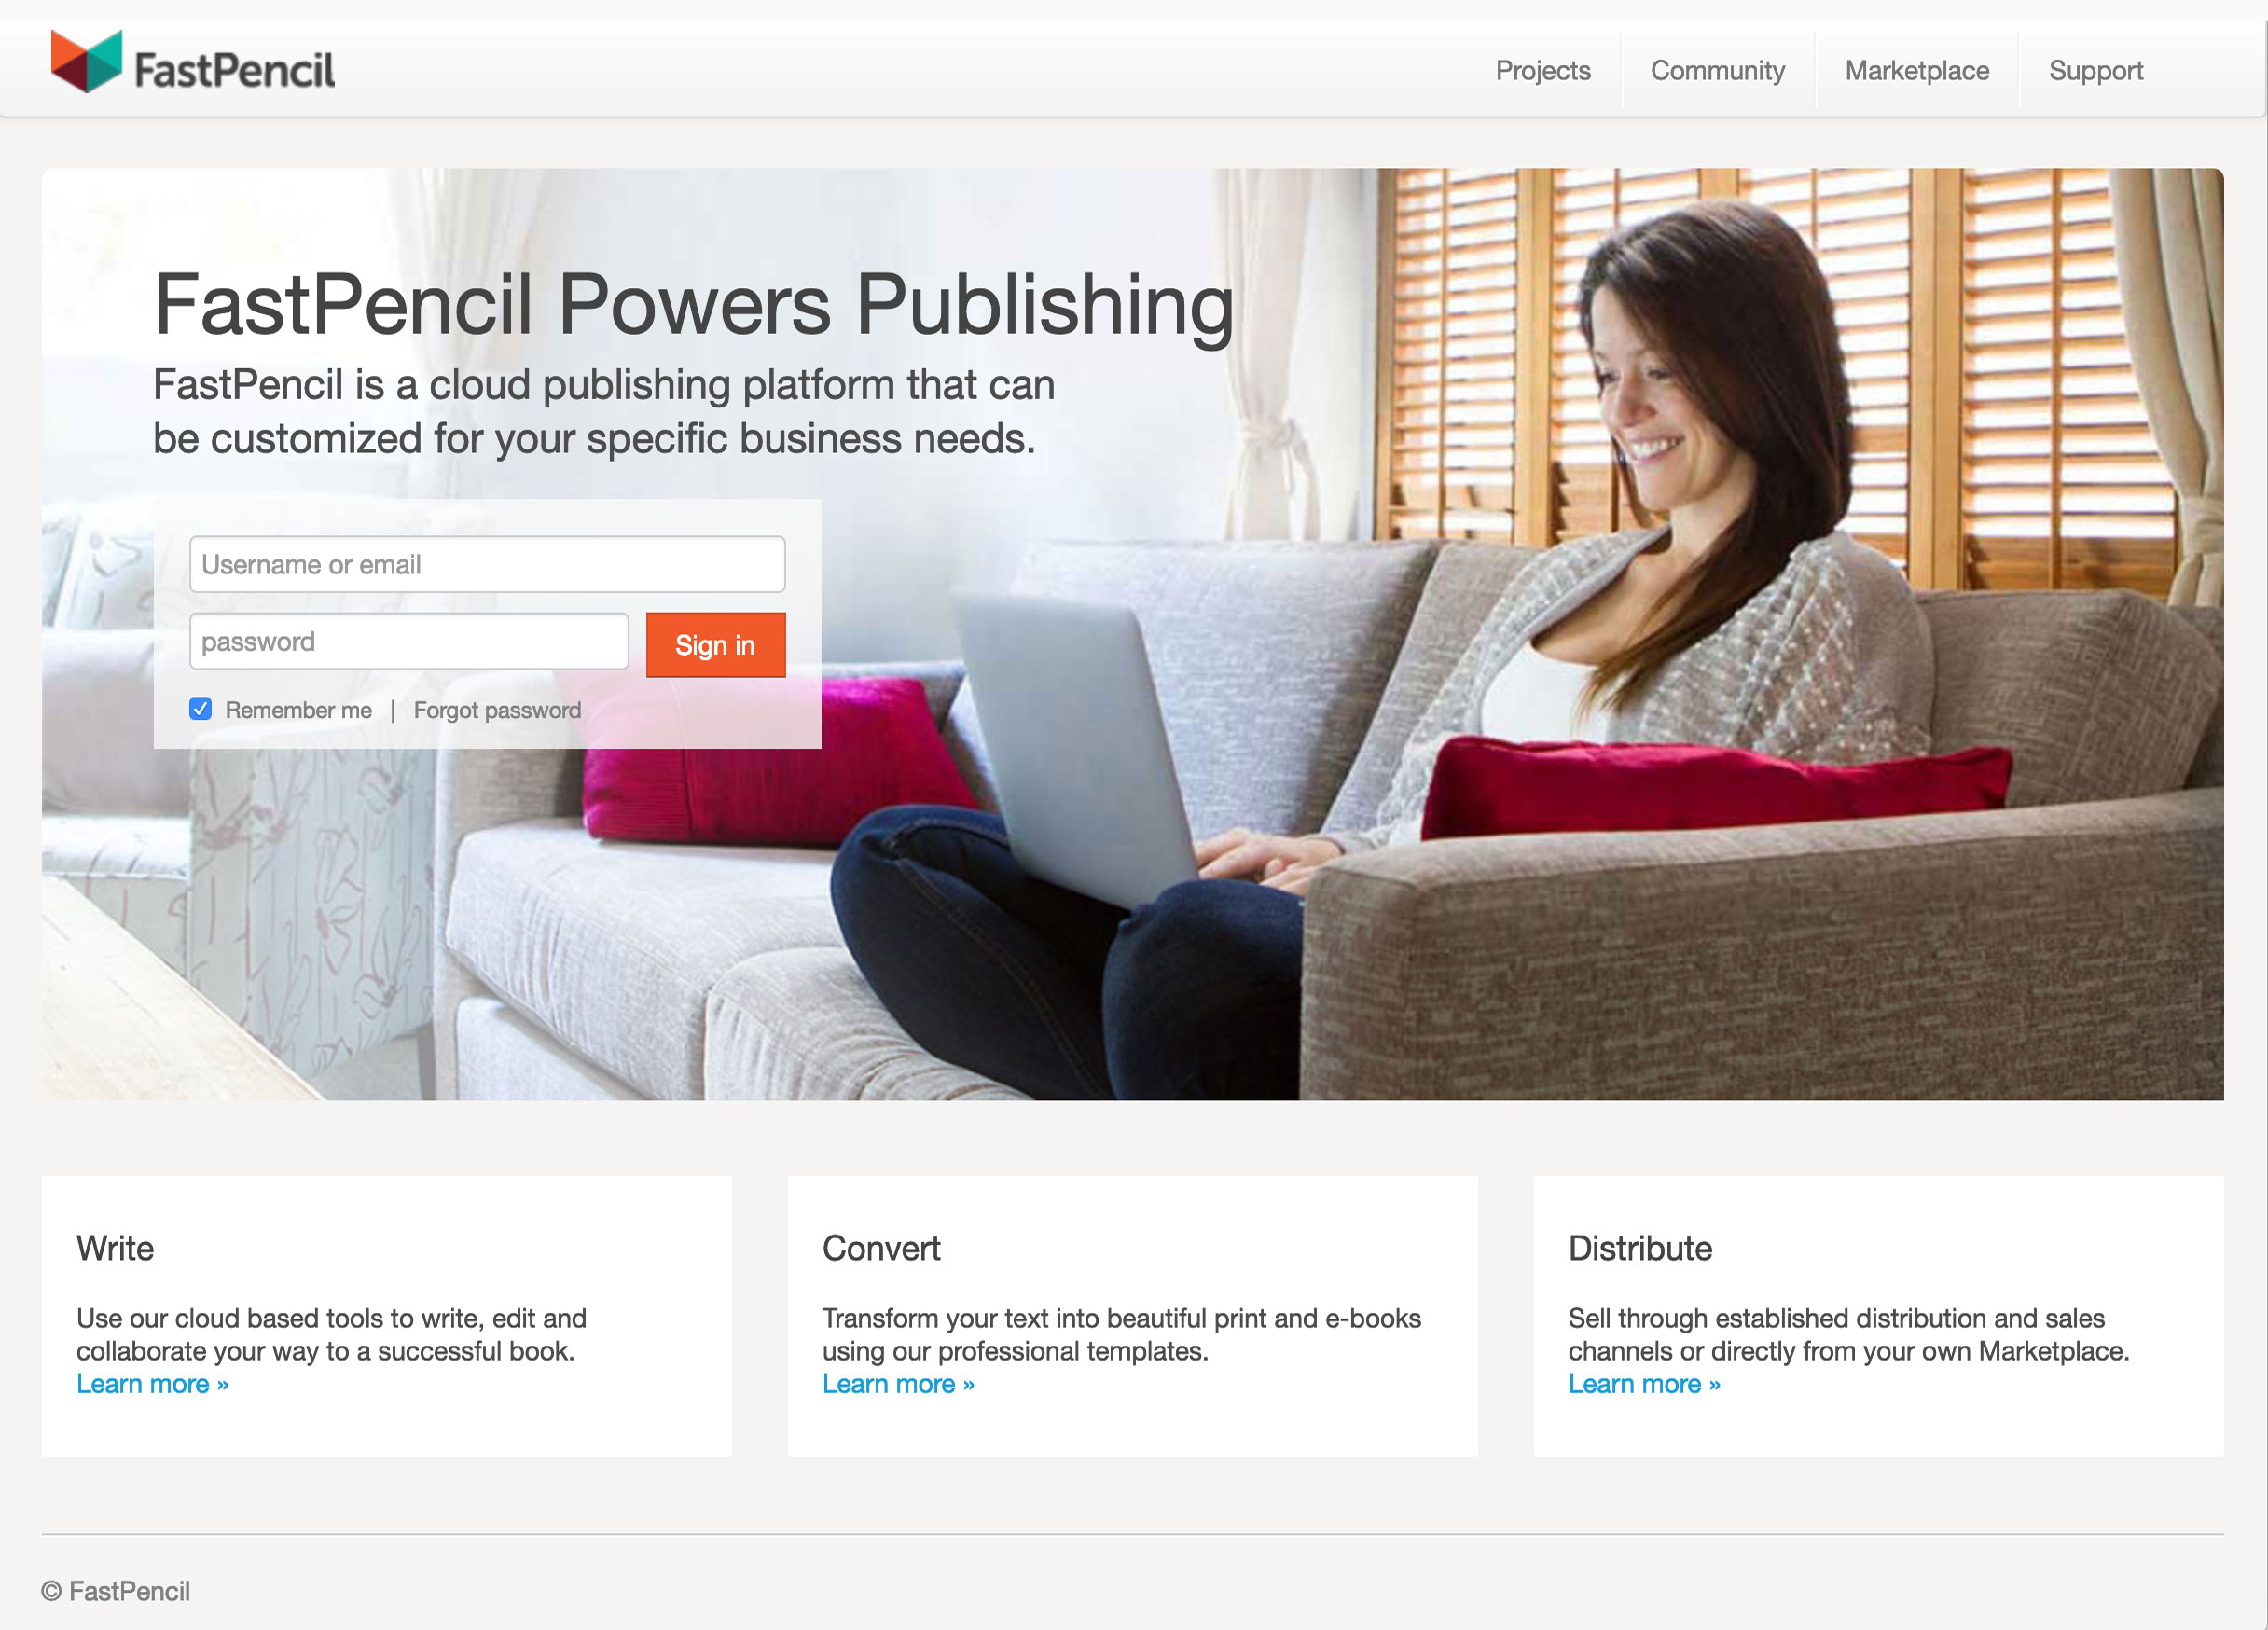 FastPencil
Projects
Community
Marketplace
Support
FastPencil Powers Publishing
FastPencil is a cloud publishing platform that can
be customized for your specific business needs.
Username or email
password
Sign in
Remember me | Forgot password
Write
Use our cloud based tools to write, edit and
collaborate your way to a successful book.
Learn more »
Convert
Transform your text into beautiful print and e-books
using our professional templates.
Learn more »
Distribute
Sell through established distribution and sales
channels or directly from your own Marketplace.
Learn more »
© FastPencil